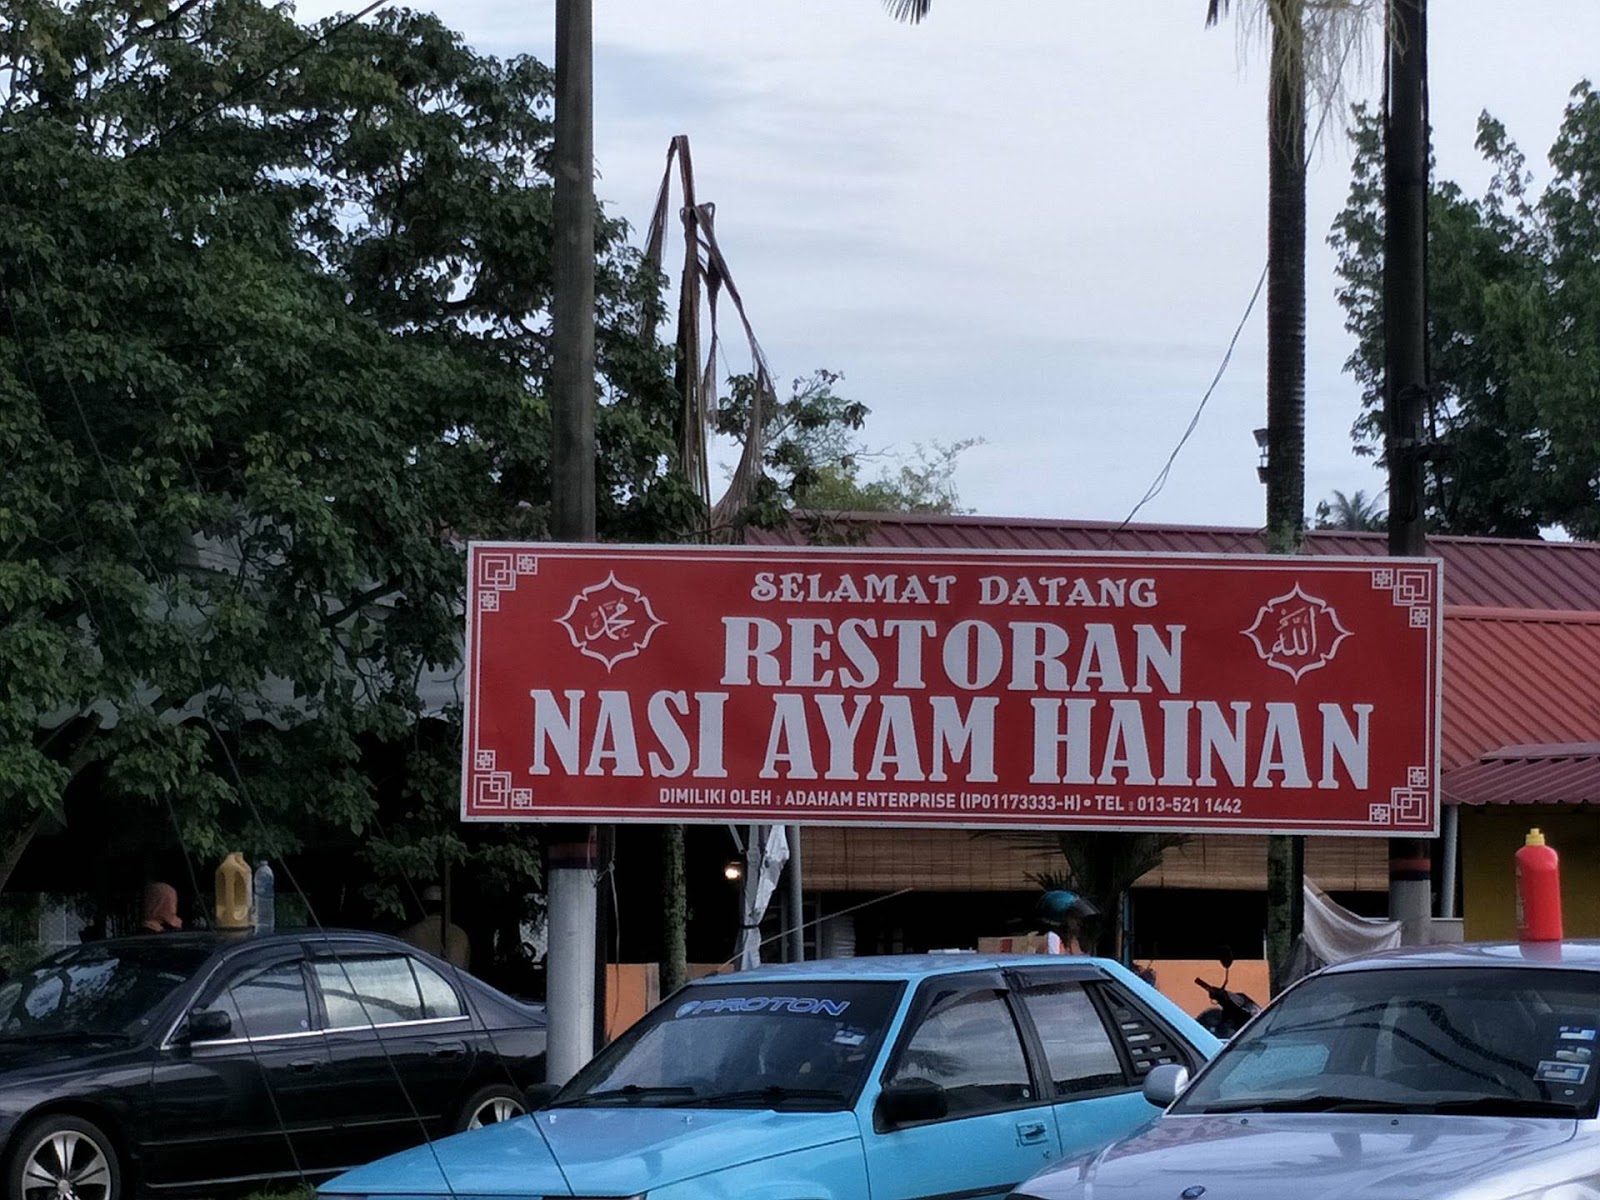 SELAMAT DATANG
محمد
الله
RESTORAN
NASI AYAM HAINAN
DIMILIKI OLEH : ADAHAM ENTERPRISE (IP01173333-H) • TEL : 013-521 1442
PROTON